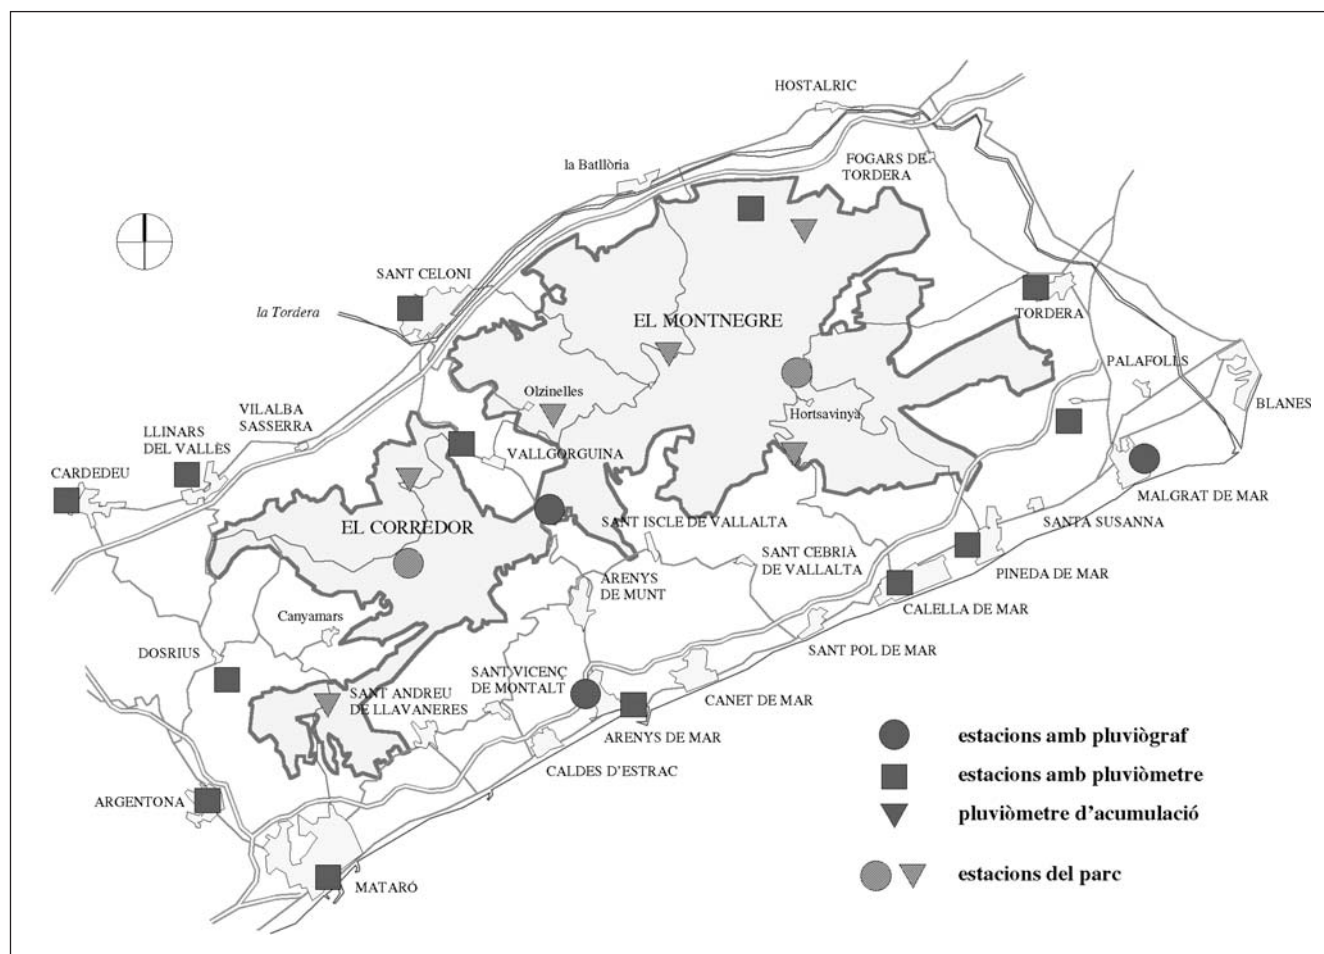 HOSTALRIC
la Batllòria
FOGARS DE
TORDERA
SANT CELONI
la Tordera
EL MONTNEGRE
TORDERA
PALAFOLLS
BLANES
Olzinelles
Hortsavinyà
VILALBA
SASSERRA
LLINARS
DEL VALLÈS
CARDEDEU
VALLGORGUINA
MALGRAT DE MAR
EL CORREDOR
SANT ISCLE DE VALLALTA
SANTA SUSANNA
SANT CEBRIÀ
DE VALLALTA
PINEDA DE MAR
ARENYS
DE MUNT
CALELLA DE MAR
Canyamars
DOSRIUS
SANT POL DE MAR
SANT VICENÇ
DE MONTALT
SANT ANDREU
DE LLAVANERES
CANET DE MAR
ARENYS DE MAR
CALDES D'ESTRAC
ARGENTONA
MATARÓ
estacions amb pluviògraf
estacions amb pluviòmetre
pluviòmetre d'acumulació
estacions del parc